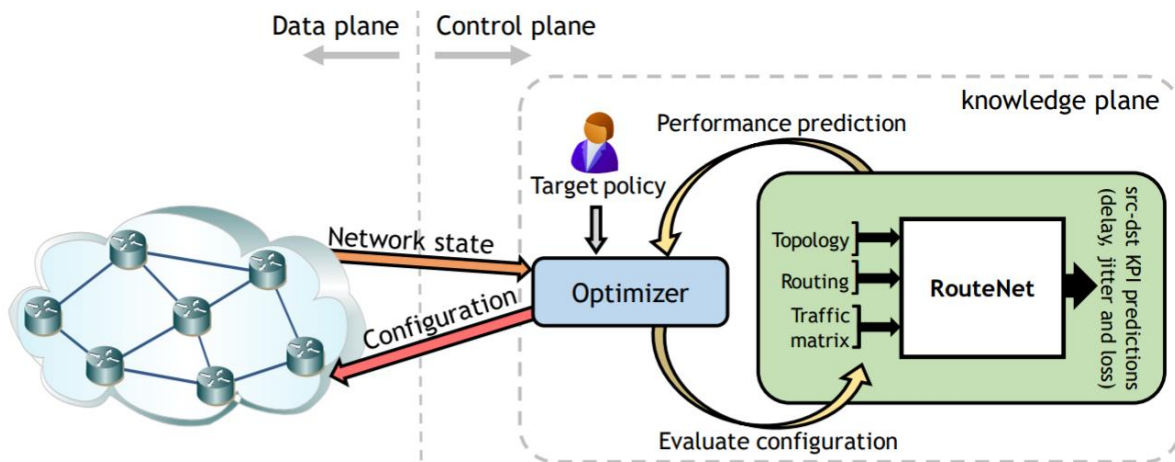 Data plane
Control plane
knowledge plane
Performance prediction
Target policy
Network state
Configuration
Optimizer
Topology
Routing
Traffic
matrix
RouteNet
src-dst KPI predictions
(delay, jitter and loss)
Evaluate configuration